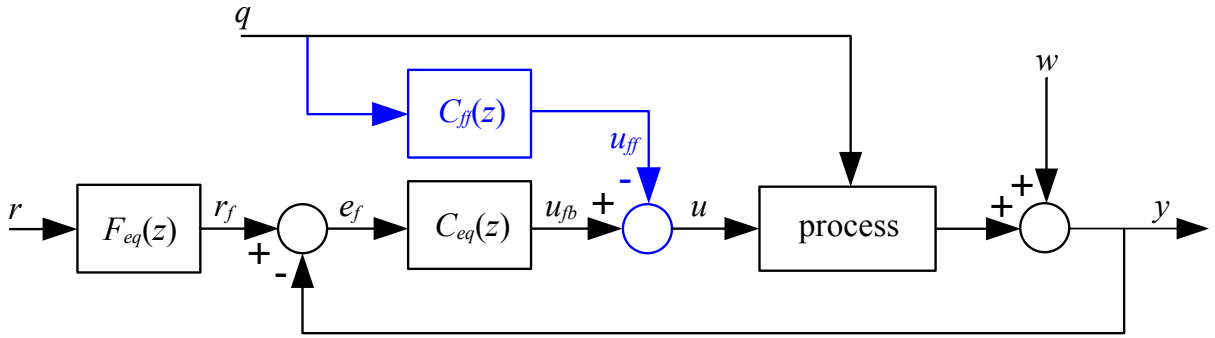 q
w
C_ff(z)
u_ff
-
+
r
F_eq(z)
r_f
e_f
C_eq(z)
u_fb
+
u
process
+
y
+
-